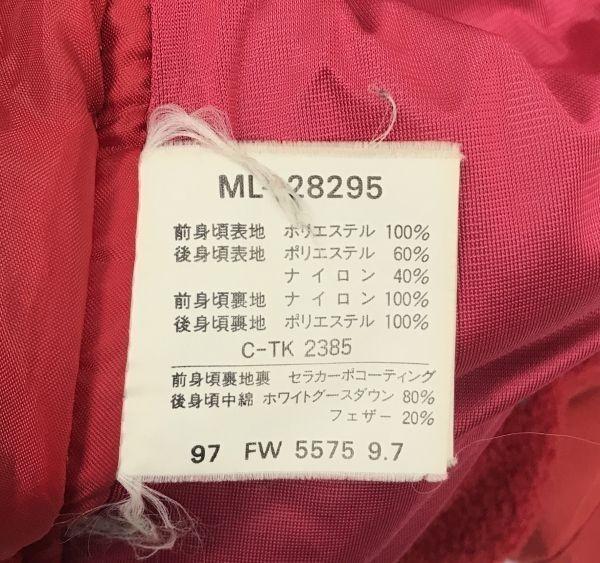 ML-128295
前身頃表地 ポリエステル 100%
後身頃表地 ポリエステル 60%
ナイロン 40%
前身頃裏地 ナイロン 100%
後身頃裏地 ポリエステル 100%
C-TK 2385
前身頃裏地裏 セラカーボコーティング
後身頃中綿 ホワイトグースダウン 80%
フェザー 20%
97 FW 5575 9.7